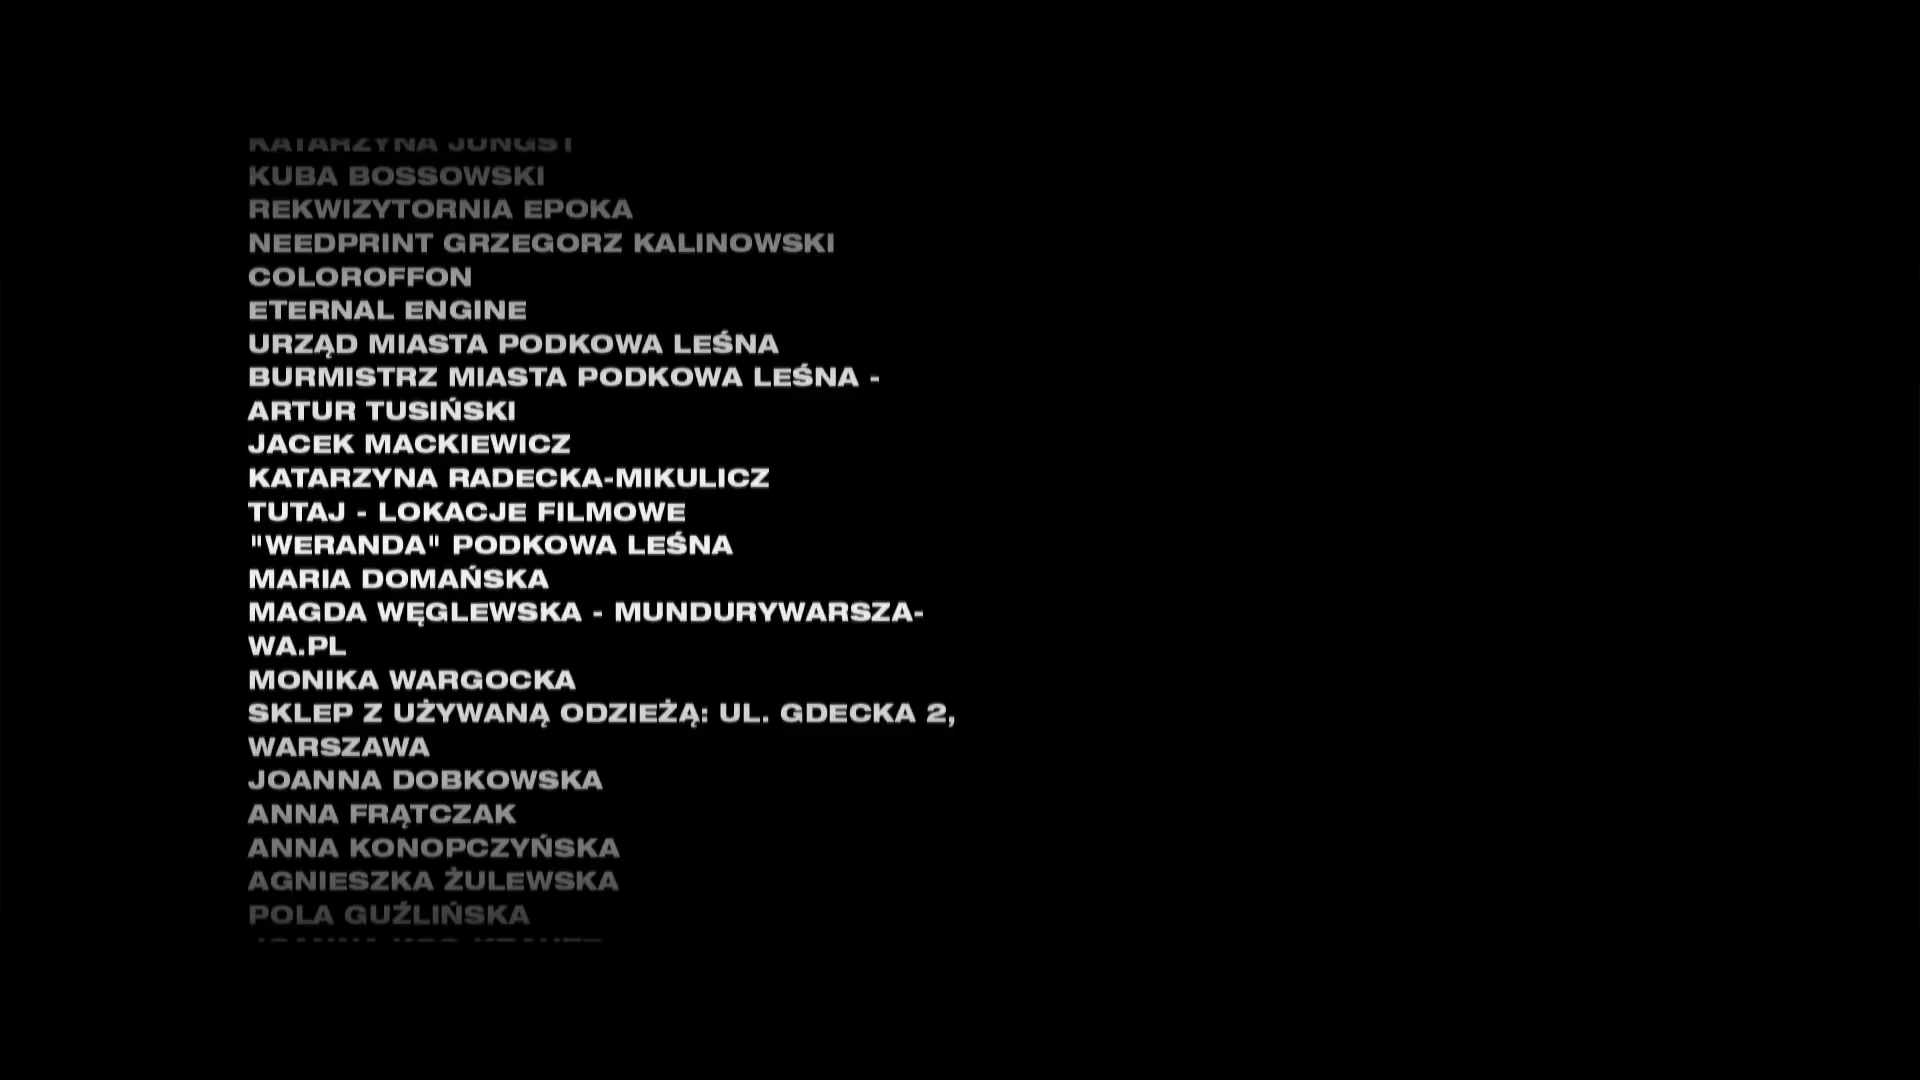 KATARZYNA JUNGST
KUBA BOSSOWSKI
REKWIZYTORNIA EPOKA
NEEDPRINT GRZEGORZ KALINOWSKI
COLOROFFON
ETERNAL ENGINE
URZĄD MIASTA PODKOWA LEŚNA
BURMISTRZ MIASTA PODKOWA LEŚNA -
ARTUR TUSIŃSKI
JACEK MACKIEWICZ
KATARZYNA RADECKA-MIKULICZ
TUTAJ - LOKACJE FILMOWE
"WERANDA" PODKOWA LEŚNA
MARIA DOMAŃSKA
MAGDA WĘGLEWSKA - MUNDURYWARSZA-
WA.PL
MONIKA WARGOCKA
SKLEP Z UŻYWANĄ ODZIEŻĄ: UL. GDECKA 2,
WARSZAWA
JOANNA DOBKOWSKA
ANNA FRĄTCZAK
ANNA KONOPCZYŃSKA
AGNIESZKA ŻULEWSKA
POLA GUŹLIŃSKA
JOANNA